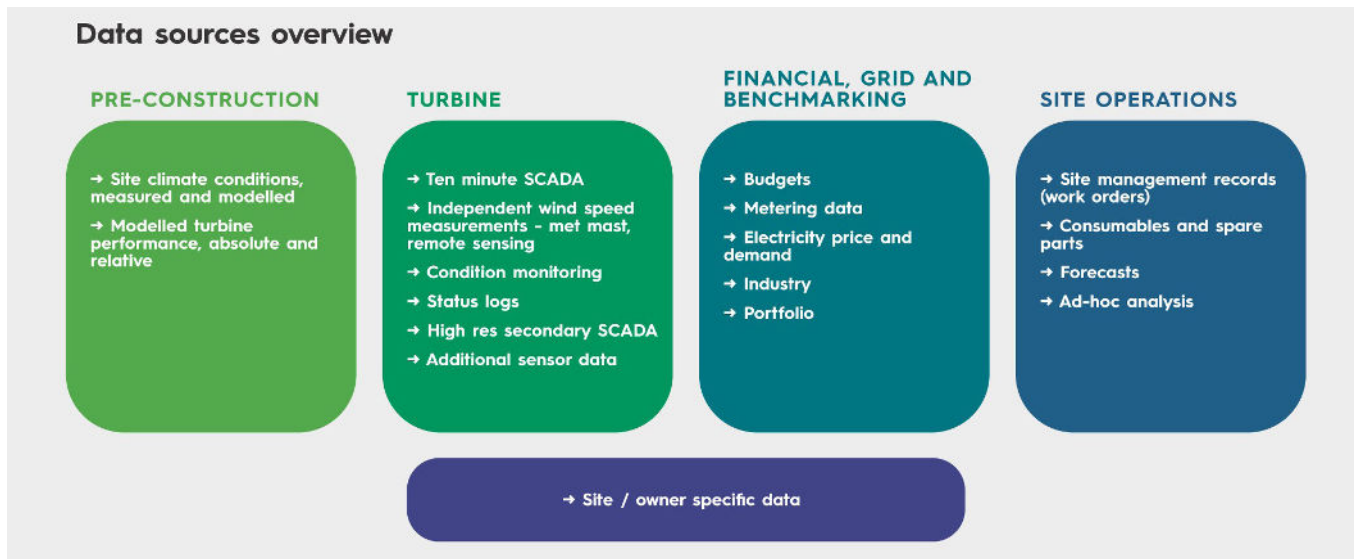 Data sources overview
PRE-CONSTRUCTION
→ Site climate conditions,
measured and modelled
→ Modelled turbine
performance, absolute and
relative
TURBINE
→ Ten minute SCADA
→ Independent wind speed
measurements - met mast,
remote sensing
→ Condition monitoring
→ Status logs
→ High res secondary SCADA
→ Additional sensor data
FINANCIAL, GRID AND
BENCHMARKING
→ Budgets
→ Metering data
→ Electricity price and
demand
→ Industry
→ Portfolio
SITE OPERATIONS
→ Site management records
(work orders)
→ Consumables and spare
parts
→ Forecasts
→ Ad-hoc analysis
→ Site / owner specific data